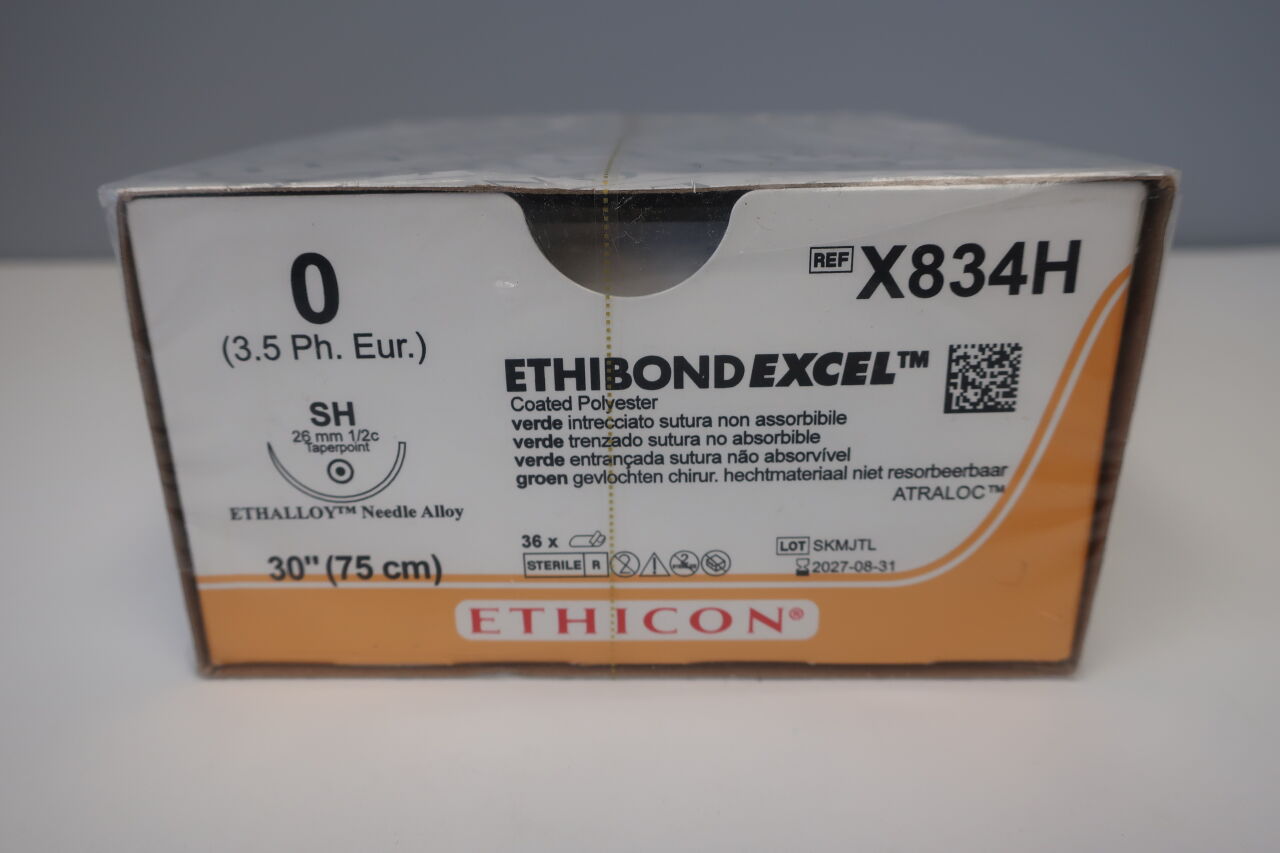 0
(3.5 Ph. Eur.)
SH
26 mm 1/2c
Taperpoint
ETHALLOY™ Needle Alloy
30" (75 cm)
REF X834H
ETHIBOND EXCEL™
Coated Polyester
verde intrecciato sutura non assorbibile
verde trenzado sutura no absorbible
verde entrançada sutura não absorvível
groen gevlochten chirur. hechtmateriaal niet resorbeerbaar
ATRALOC™
36 x
STERILE R 2
LOT SKMJTL
2027-08-31
ETHICON®